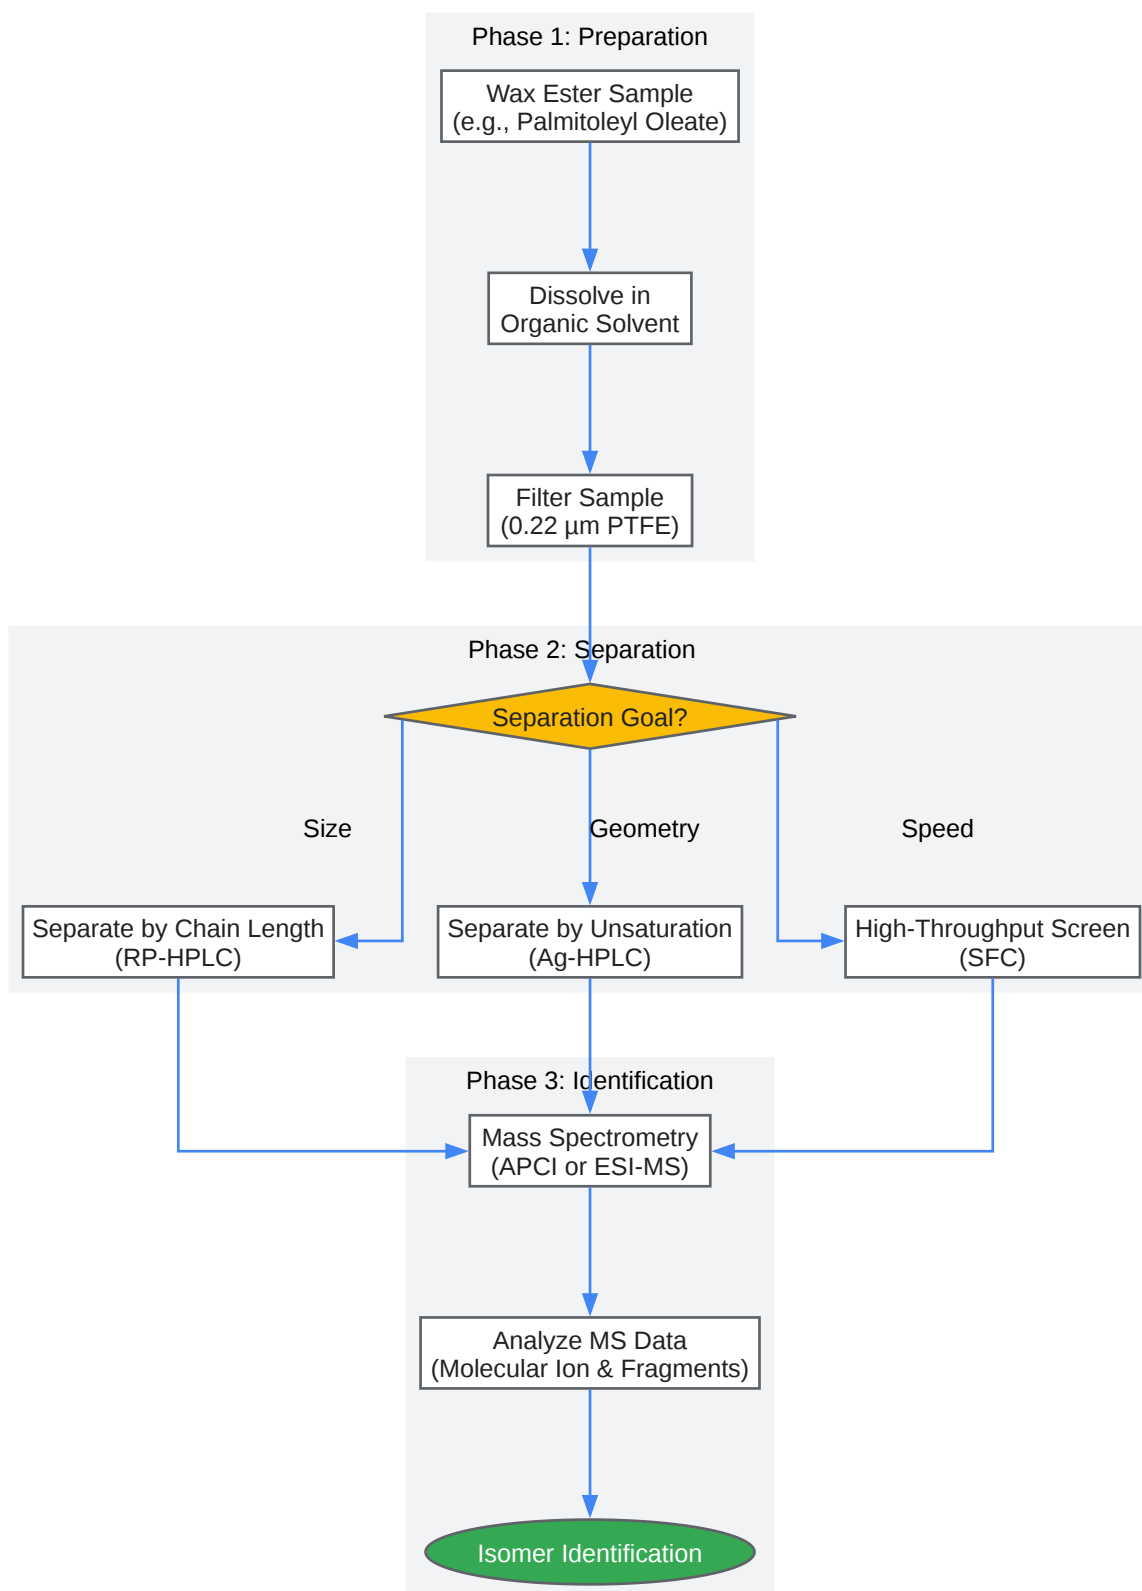 Phase 1: Preparation
Wax Ester Sample
(e.g., Palmitoleyl Oleate)
Dissolve in
Organic Solvent
Filter Sample
(0.22 µm PTFE)
Phase 2: Separation
Separation Goal?
Size
Geometry
Speed
Separate by Chain Length
(RP-HPLC)
Separate by Unsaturation
(Ag-HPLC)
High-Throughput Screen
(SFC)
Phase 3: Identification
Mass Spectrometry
(APCI or ESI-MS)
Analyze MS Data
(Molecular Ion & Fragments)
Isomer Identification